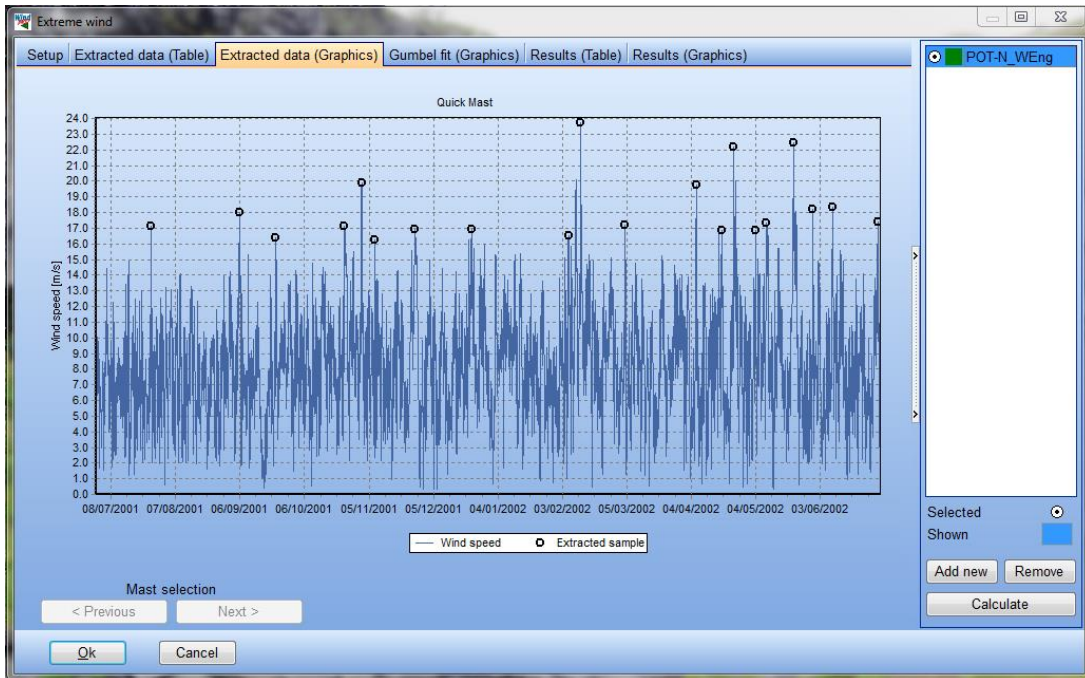 Extreme wind
Setup Extracted data (Table) Extracted data (Graphics) Gumbel fit (Graphics) Results (Table) Results (Graphics)
POT-N_WEng
Quick Mast
24.0
23.0
22.0
21.0
20.0
19.0
18.0
17.0
16.0
15.0
14.0
13.0
12.0
11.0
10.0
9.0
8.0
7.0
6.0
5.0
4.0
3.0
2.0
1.0
0.0
Wind speed [m/s]
08/07/2001 07/08/2001 06/09/2001 06/10/2001 05/11/2001 05/12/2001 04/01/2002 03/02/2002 05/03/2002 04/04/2002 04/05/2002 03/06/2002
Wind speed Extracted sample
Selected
Shown
Add new Remove
Calculate
Mast selection
< Previous Next >
Ok Cancel